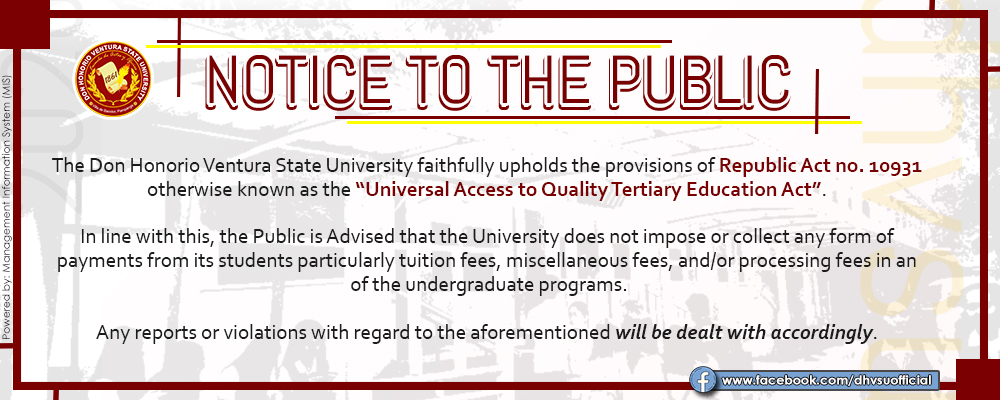 NOTICE TO THE PUBLIC
DON HONORIO VENTURA STATE UNIVERSITY
1861
Powered by: Management Information System (MIS)
The Don Honorio Ventura State University faithfully upholds the provisions of Republic Act no. 10931
otherwise known as the “Universal Access to Quality Tertiary Education Act”.
In line with this, the Public is Advised that the University does not impose or collect any form of
payments from its students particularly tuition fees, miscellaneous fees, and/or processing fees in an
of the undergraduate programs.
Any reports or violations with regard to the aforementioned will be dealt with accordingly.
f www.facebook.com/dhvsuofficial